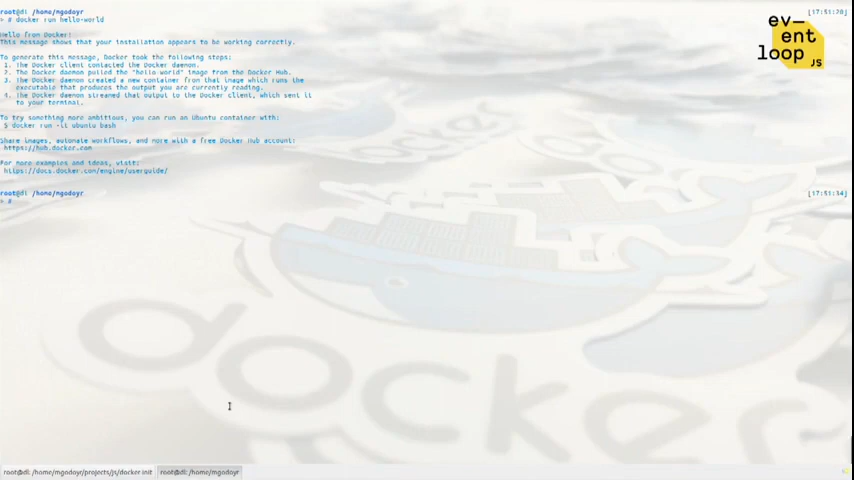 root@dl /home/mgodoyr [17:51:20]
> # docker run hello-world
Hello from Docker!
This message shows that your installation appears to be working correctly.
To generate this message, Docker took the following steps:
1. The Docker client contacted the Docker daemon.
2. The Docker daemon pulled the "hello-world" image from the Docker Hub.
3. The Docker daemon created a new container from that image which runs the
executable that produces the output you are currently reading.
4. The Docker daemon streamed that output to the Docker client, which sent it
to your terminal.
To try something more ambitious, you can run an Ubuntu container with:
$ docker run -it ubuntu bash
Share images, automate workflows, and more with a free Docker Hub account:
https://hub.docker.com
For more examples and ideas, visit:
https://docs.docker.com/engine/userguide/
root@dl /home/mgodoyr [17:51:34]
> #
ev-
ent
loop
JS
docker
root@dl: /home/mgodoyr/projects/js/docker.init
root@dl: /home/mgodoyr